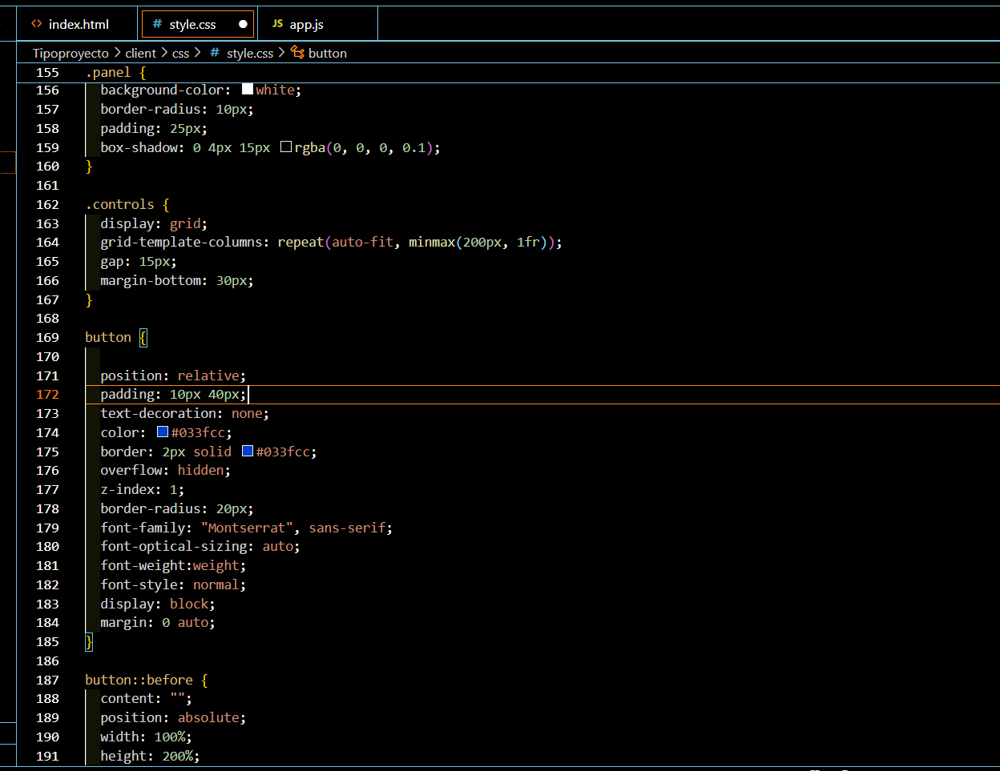 <> index.html # style.css ● JS app.js
Tipoproyecto > client > css > # style.css > button
155 .panel {
156 background-color: white;
157 border-radius: 10px;
158 padding: 25px;
159 box-shadow: 0 4px 15px rgba(0, 0, 0, 0.1);
160 }
161
162 .controls {
163 display: grid;
164 grid-template-columns: repeat(auto-fit, minmax(200px, 1fr));
165 gap: 15px;
166 margin-bottom: 30px;
167 }
168
169 button {
170
171 position: relative;
172 padding: 10px 40px;
173 text-decoration: none;
174 color: #033fcc;
175 border: 2px solid #033fcc;
176 overflow: hidden;
177 z-index: 1;
178 border-radius: 20px;
179 font-family: "Montserrat", sans-serif;
180 font-optical-sizing: auto;
181 font-weight:weight;
182 font-style: normal;
183 display: block;
184 margin: 0 auto;
185 }
186
187 button::before {
188 content: "";
189 position: absolute;
190 width: 100%;
191 height: 200%;